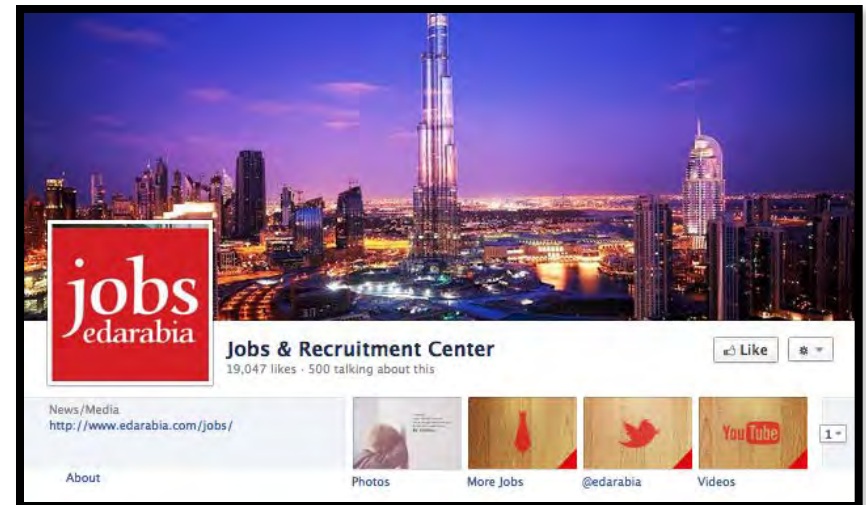 jobs
edarabia
Jobs & Recruitment Center
19,047 likes · 500 talking about this
Like
News/Media
http://www.edarabia.com/jobs/
About
YouTube
1
Photos
More Jobs
@edarabia
Videos